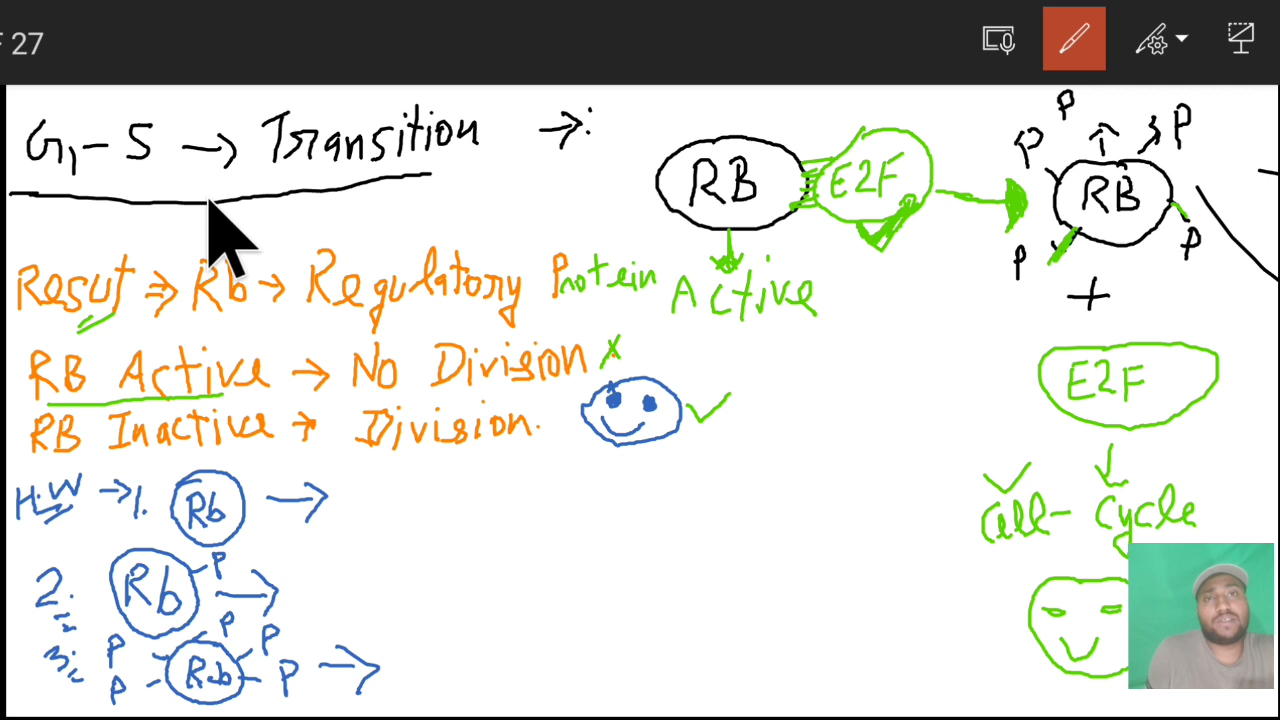 F 27
G1-S → Transition →:
RB E2F → RB P P P P P
Active
+
E2F
Cell-Cycle
Result ⇒ Rb → Regulatory Protein
RB Active → No Division ×
RB Inactive → Division.
H.W → 1. Rb →
2. Rb P →
3. P P Rb P P P →